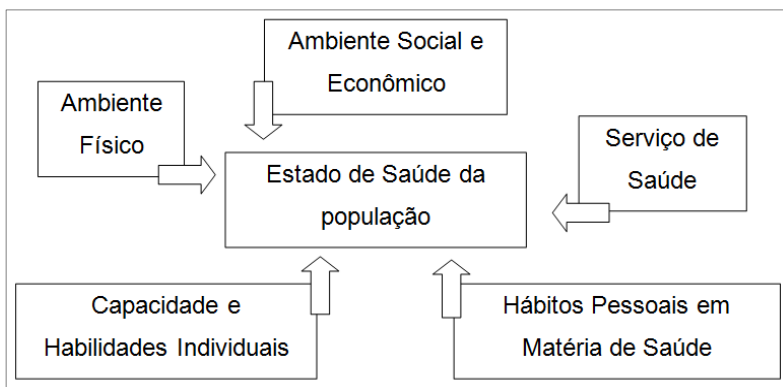 Ambiente Social e
Econômico
Ambiente
Físico
Serviço de
Saúde
Estado de Saúde da
população
Capacidade e
Habilidades Individuais
Hábitos Pessoais em
Matéria de Saúde